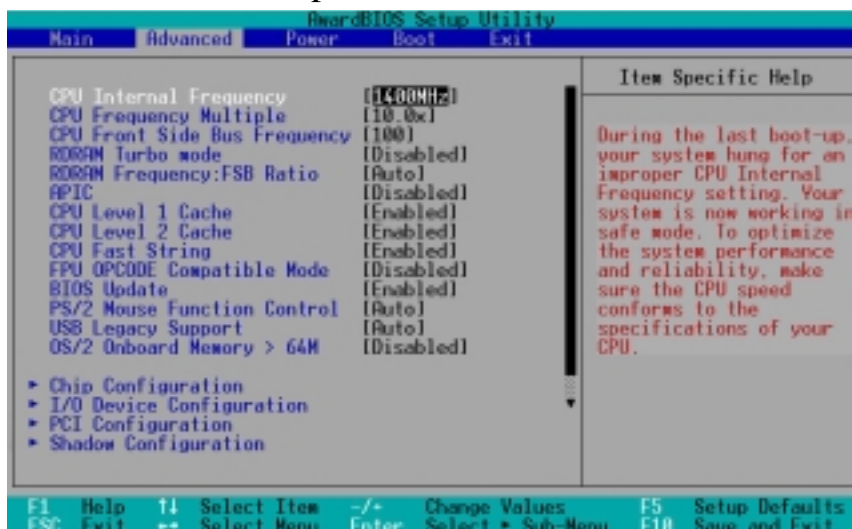 AwardBIOS Setup Utility
Main Advanced Power Boot Exit
Item Specific Help
CPU Internal Frequency [1400MHz]
CPU Frequency Multiple [10.0x]
CPU Front Side Bus Frequency [100]
RDRAM Turbo mode [Disabled]
RDRAM Frequency:FSB Ratio [Auto]
APIC [Disabled]
CPU Level 1 Cache [Enabled]
CPU Level 2 Cache [Enabled]
CPU Fast String [Enabled]
FPU OPCODE Compatible Mode [Disabled]
BIOS Update [Enabled]
PS/2 Mouse Function Control [Auto]
USB Legacy Support [Auto]
OS/2 Onboard Memory > 64M [Disabled]
▸ Chip Configuration
▸ I/O Device Configuration
▸ PCI Configuration
▸ Shadow Configuration
During the last boot-up,
your system hung for an
improper CPU Internal
Frequency setting. Your
system is now working in
safe mode. To optimize
the system performance
and reliability, make
sure the CPU speed
conforms to the
specifications of your
CPU.
F1 Help ↑↓ Select Item -/+ Change Values F5 Setup Defaults
ESC Exit ←→ Select Menu Enter Select ▸ Sub-Menu F10 Save and Exit